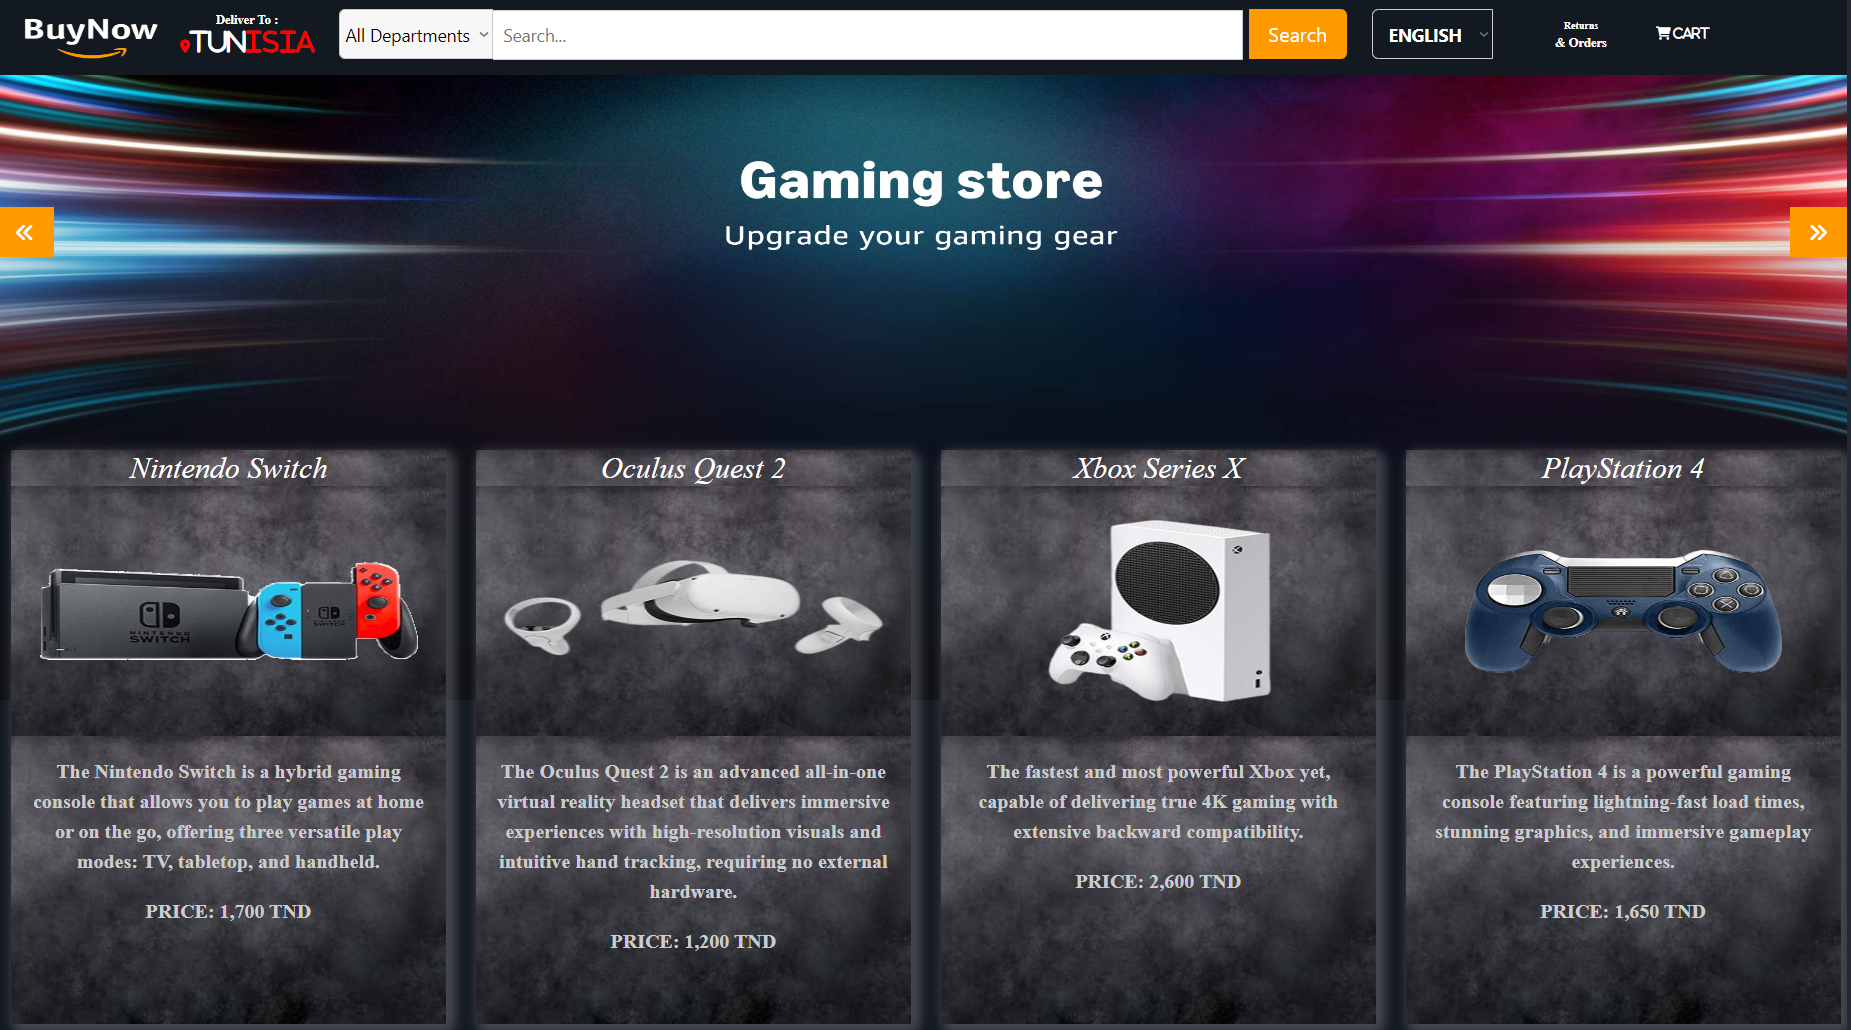 BuyNow
Deliver To :
TUNISIA
All Departments
Search...
Search
ENGLISH
Returns
& Orders
CART
Gaming store
Upgrade your gaming gear
Nintendo Switch
NINTENDO
SWITCH
NINTENDO
SWITCH
The Nintendo Switch is a hybrid gaming
console that allows you to play games at home
or on the go, offering three versatile play
modes: TV, tabletop, and handheld.
PRICE: 1,700 TND
Oculus Quest 2
The Oculus Quest 2 is an advanced all-in-one
virtual reality headset that delivers immersive
experiences with high-resolution visuals and
intuitive hand tracking, requiring no external
hardware.
PRICE: 1,200 TND
Xbox Series X
The fastest and most powerful Xbox yet,
capable of delivering true 4K gaming with
extensive backward compatibility.
PRICE: 2,600 TND
PlayStation 4
The PlayStation 4 is a powerful gaming
console featuring lightning-fast load times,
stunning graphics, and immersive gameplay
experiences.
PRICE: 1,650 TND